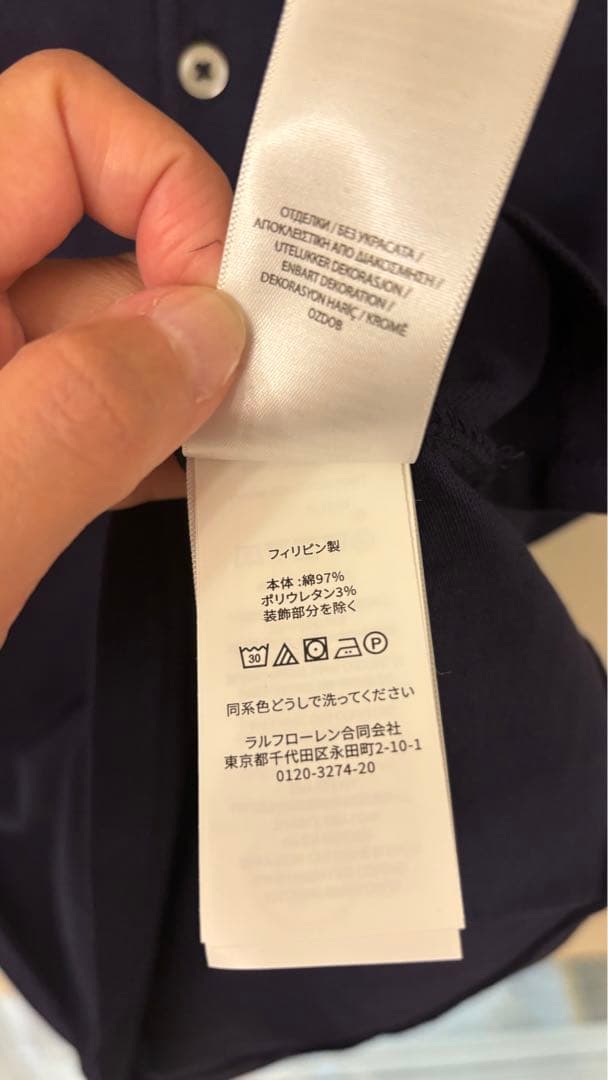 ОТДЕЛКИ / БЕЗ УКРАСАТА /
ΑΠΟΚΛΕΙΣΤΙΚΗ ΑΠΟ ΔΙΑΚΟΣΜΗΣΗ /
UTELUKKER DEKORASJON /
ENBART DEKORATION /
DEKORASYON HARİÇ / KROMĚ
OZDOB
フィリピン製
本体 :綿97%
ポリウレタン3%
装飾部分を除く
30 P
同系色どうしで洗ってください
ラルフローレン合同会社
東京都千代田区永田町2-10-1
0120-3274-20